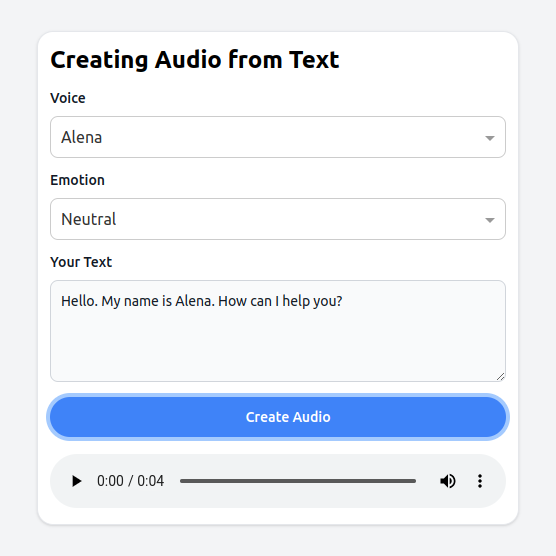 Creating Audio from Text
Voice
Alena
Emotion
Neutral
Your Text
Hello. My name is Alena. How can I help you?
Create Audio
0:00 / 0:04